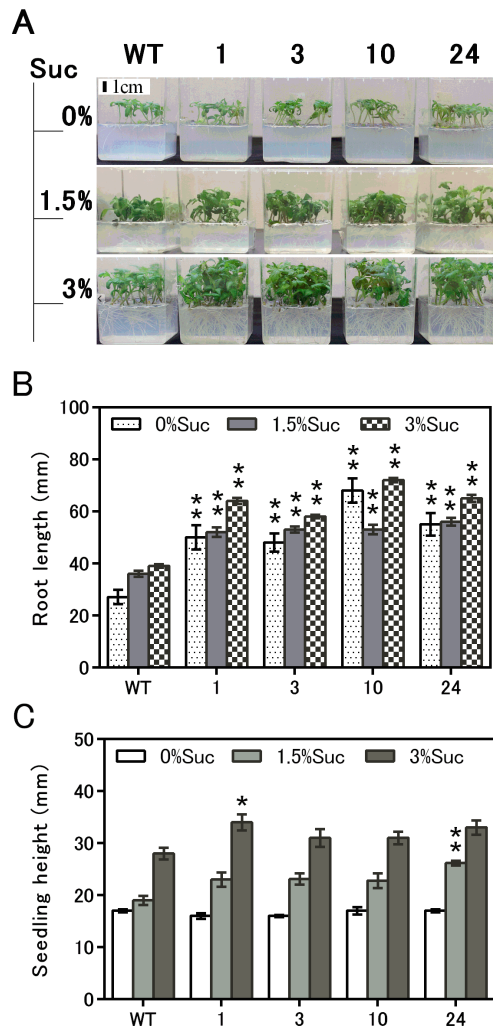 A
WT 1 3 10 24
Suc
1cm
0%
1.5%
3%
B
Root length (mm)
100
80
60
40
20
0
0%Suc 1.5%Suc 3%Suc
** ** **
** ** **
** ** **
** ** **
WT 1 3 10 24
C
Seedling height (mm)
50
40
30
20
10
0
0%Suc 1.5%Suc 3%Suc
*
**
WT 1 3 10 24